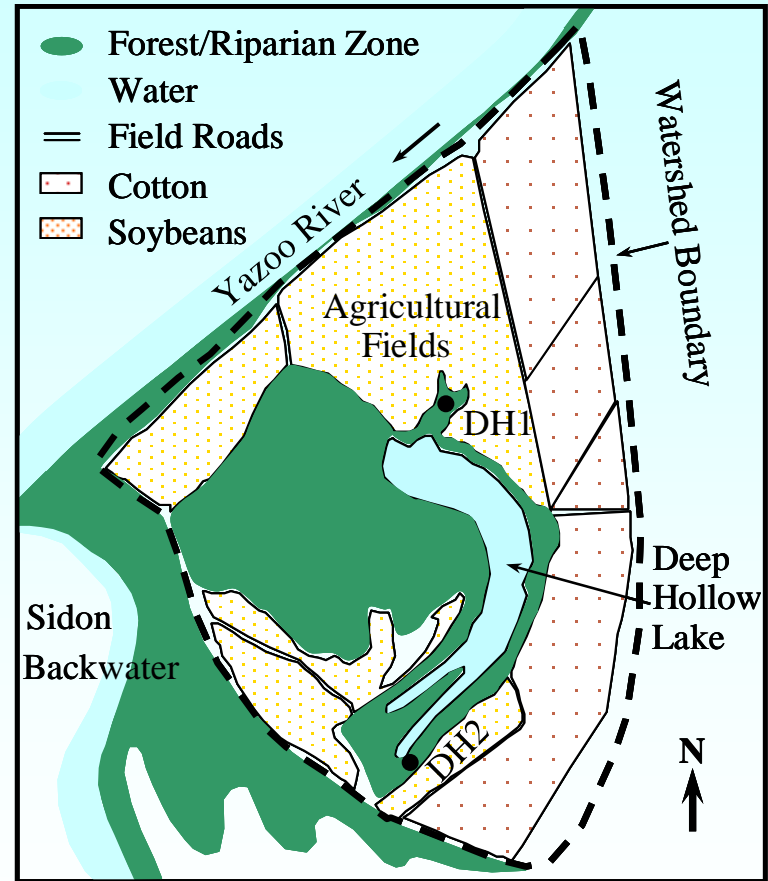 Forest/Riparian Zone
Water
Field Roads
Cotton
Soybeans
Yazoo River
Watershed Boundary
Agricultural
Fields
DH1
Deep
Hollow
Lake
Sidon
Backwater
DH2
N